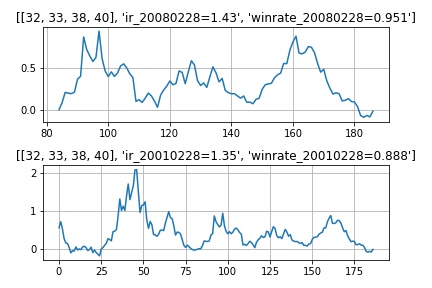 [[32, 33, 38, 40], 'ir_20080228=1.43', 'winrate_20080228=0.951']
0.5
0.0
80 100 120 140 160 180
[[32, 33, 38, 40], 'ir_20010228=1.35', 'winrate_20010228=0.888']
2
1
0
0 25 50 75 100 125 150 175